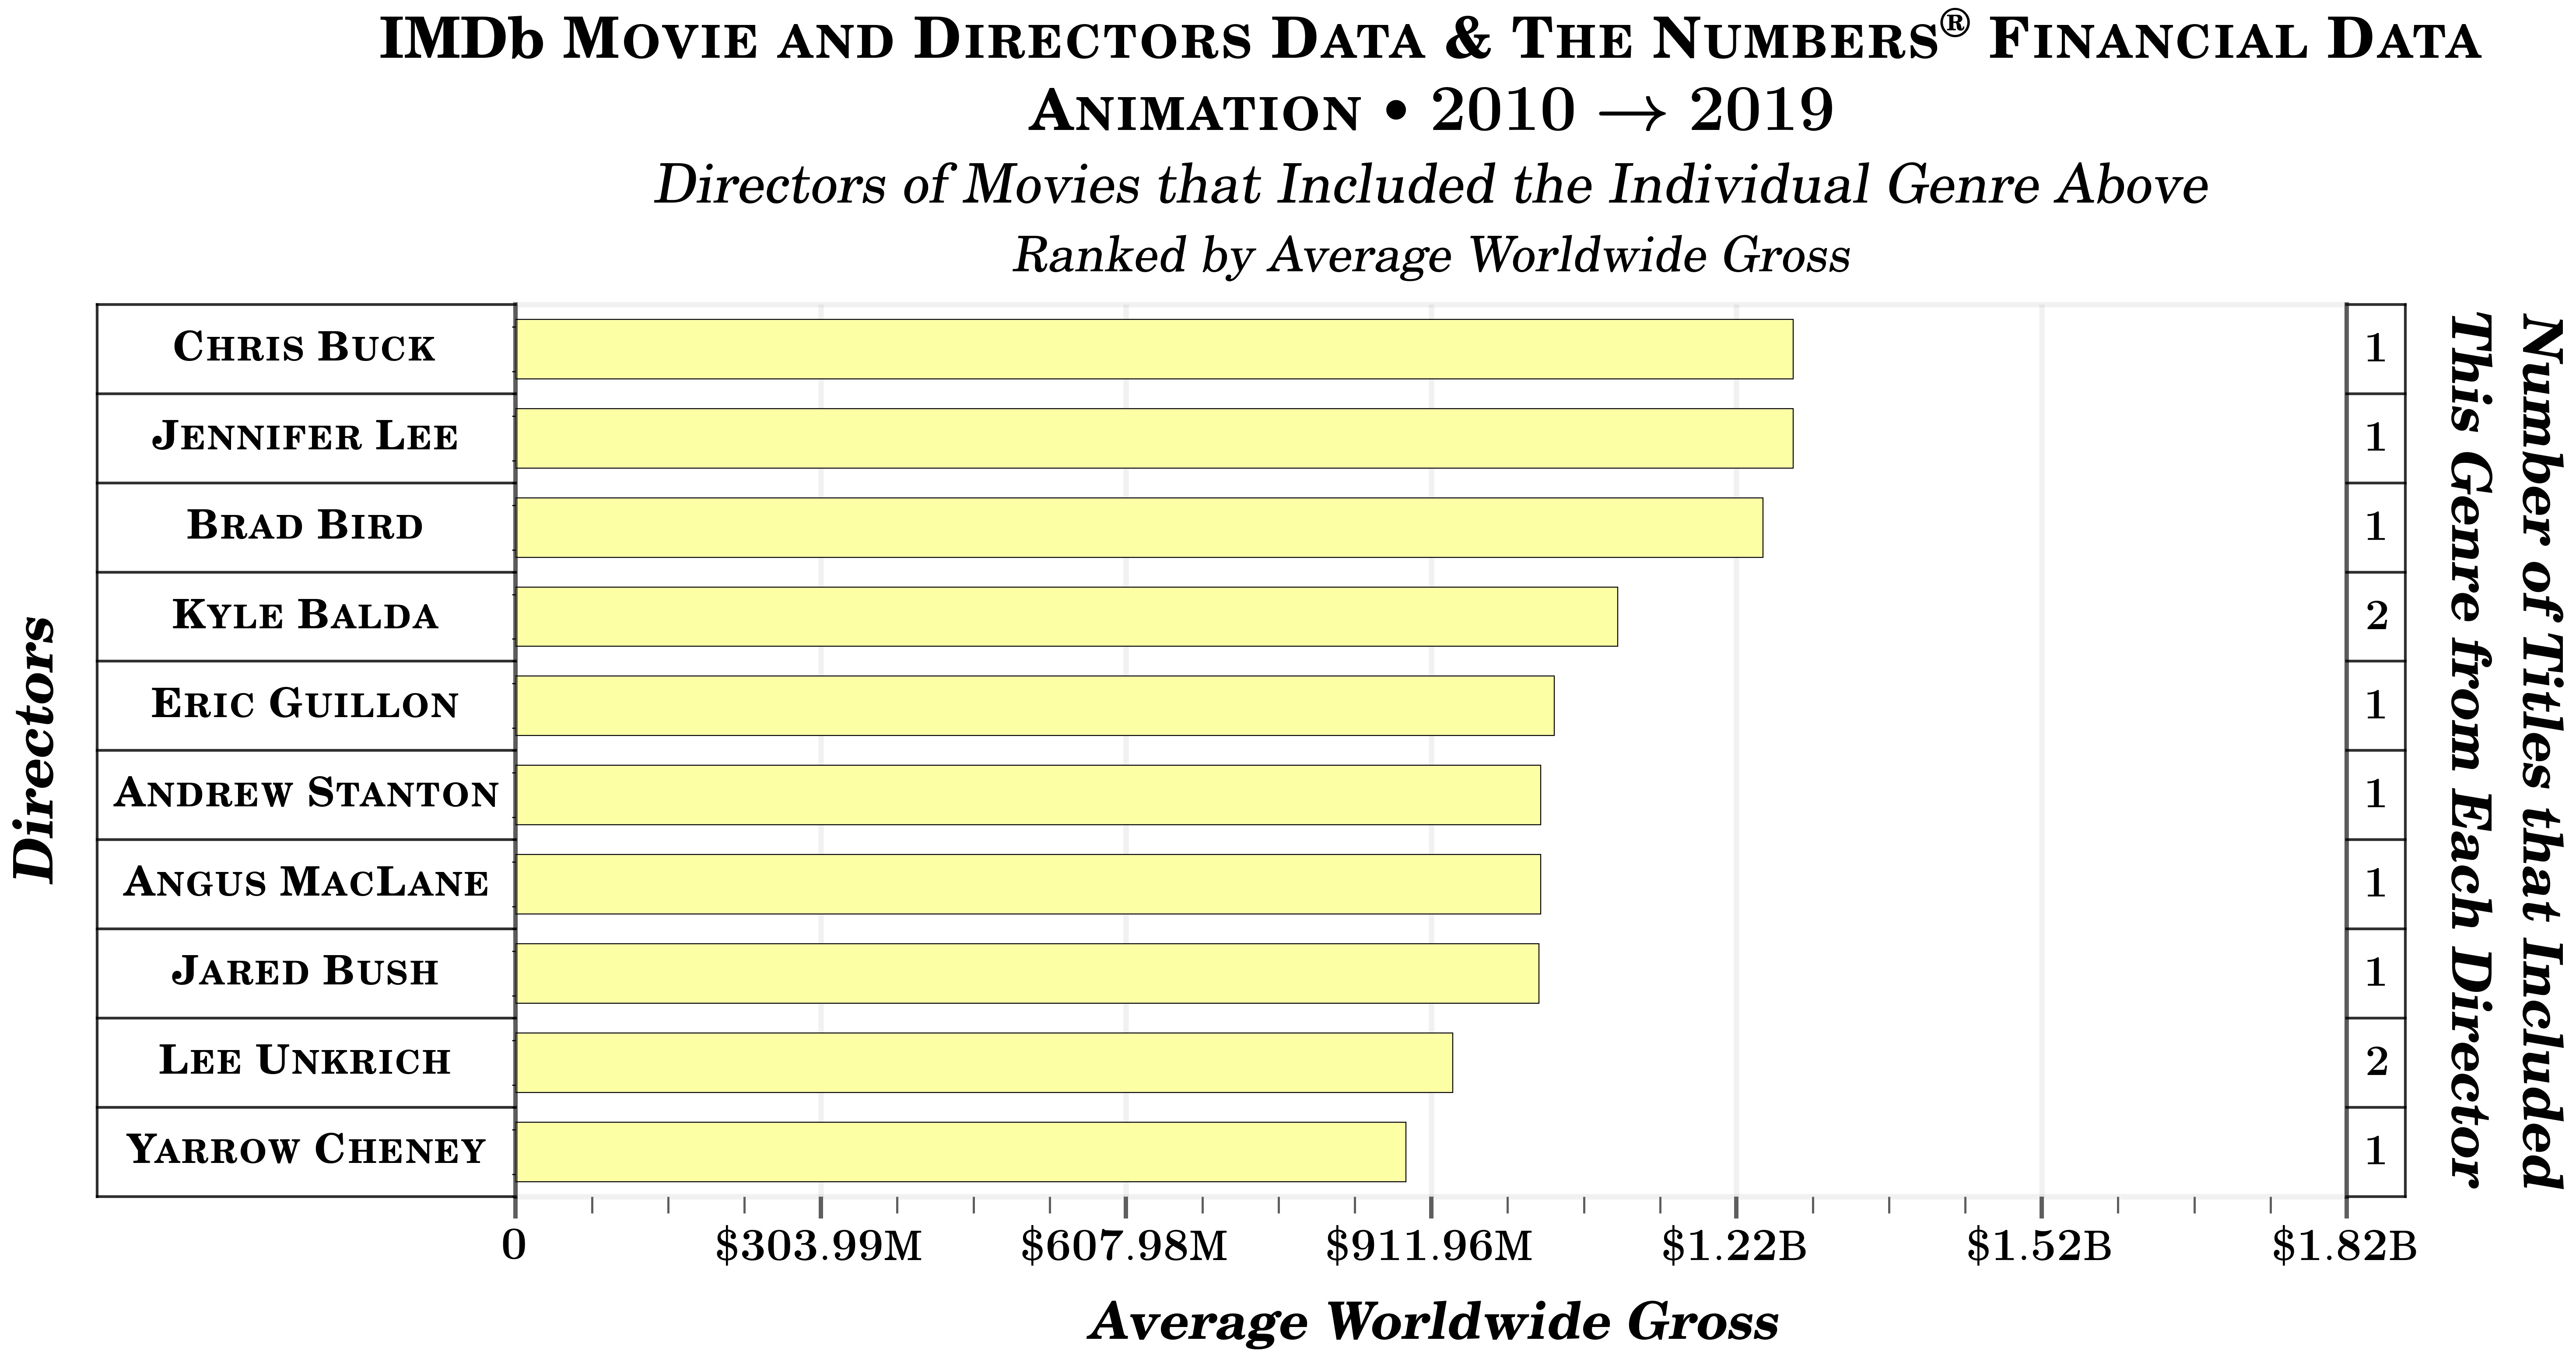 IMDb Movie and Directors Data & The Numbers® Financial Data
Animation • 2010 → 2019
Directors of Movies that Included the Individual Genre Above
Ranked by Average Worldwide Gross
Directors
Chris Buck 1
Jennifer Lee 1
Brad Bird 1
Kyle Balda 2
Eric Guillon 1
Andrew Stanton 1
Angus MacLane 1
Jared Bush 1
Lee Unkrich 2
Yarrow Cheney 1
Number of Titles that Included
This Genre from Each Director
0 $303.99M $607.98M $911.96M $1.22B $1.52B $1.82B
Average Worldwide Gross